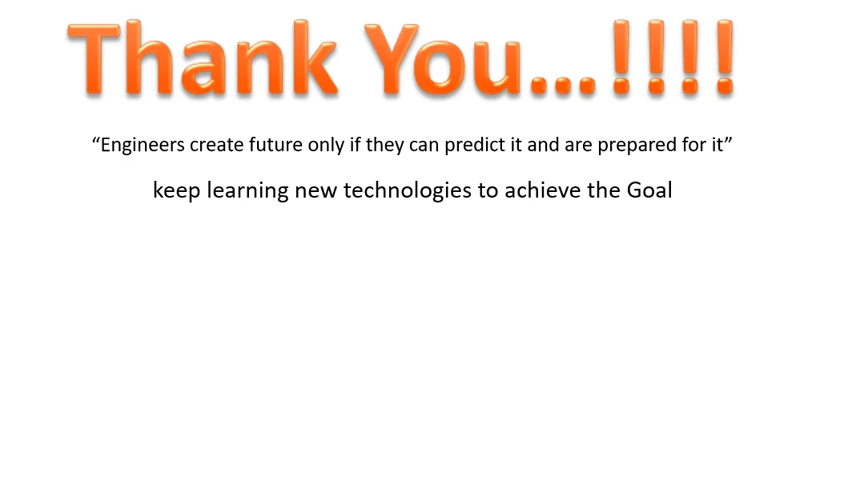 Thank You...!!!!
“Engineers create future only if they can predict it and are prepared for it”
keep learning new technologies to achieve the Goal